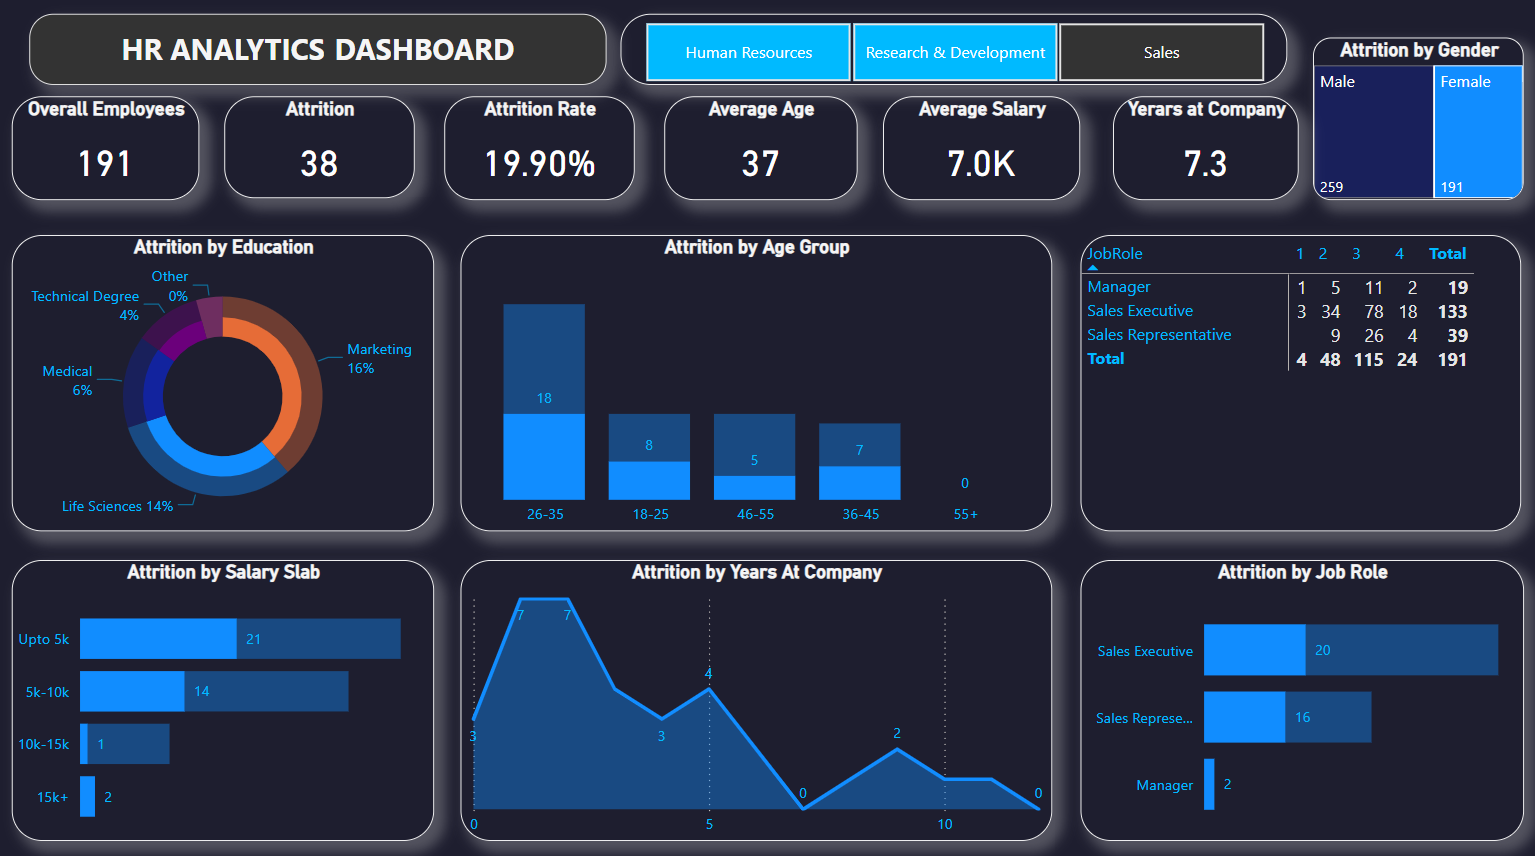 HR ANALYTICS DASHBOARD
Human Resources
Research & Development
Sales
Attrition by Gender
Male
Female
259
191
Overall Employees
191
Attrition
38
Attrition Rate
19.90%
Average Age
37
Average Salary
7.0K
Yerars at Company
7.3
Attrition by Education
Other
0%
Technical Degree
4%
Medical
6%
Marketing
16%
Life Sciences 14%
Attrition by Age Group
18
8
5
7
0
26-35 18-25 46-55 36-45 55+
JobRole 1 2 3 4 Total
Manager 1 5 11 2 19
Sales Executive 3 34 78 18 133
Sales Representative 9 26 4 39
Total 4 48 115 24 191
Attrition by Salary Slab
Upto 5k 21
5k-10k 14
10k-15k 1
15k+ 2
Attrition by Years At Company
7 7
4
3
3
2
0
0
0 5 10
Attrition by Job Role
Sales Executive 20
Sales Represe... 16
Manager 2